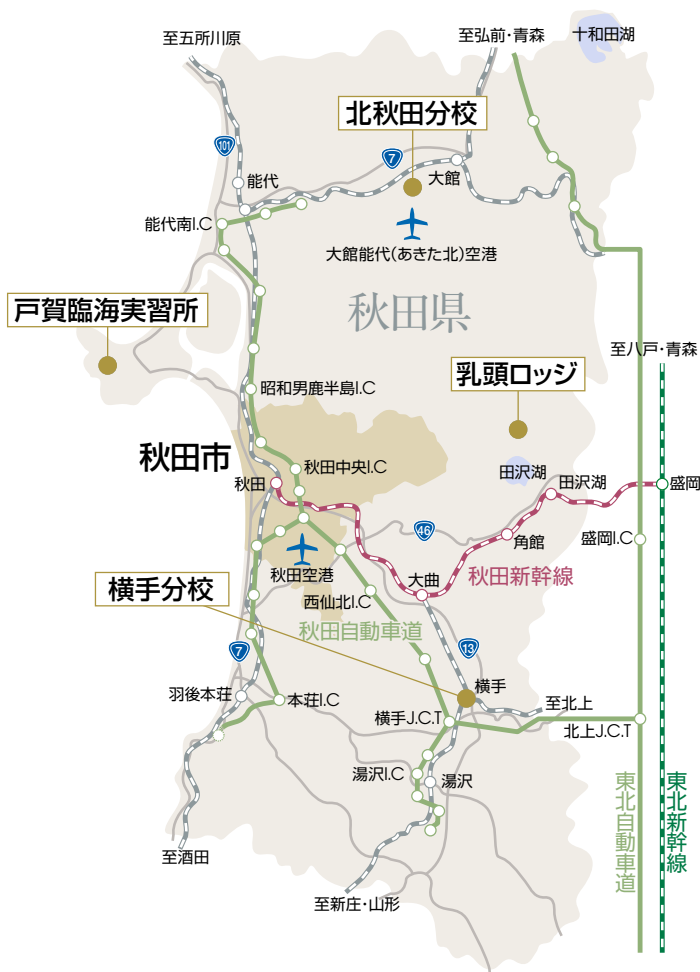 至五所川原
至弘前・青森
十和田湖
北秋田分校
101
7
大館
能代
能代南I.C
大館能代(あきた北)空港
戸賀臨海実習所
秋田県
至八戸・青森
乳頭ロッジ
昭和男鹿半島I.C
秋田市
秋田中央I.C
田沢湖
田沢湖
秋田
盛岡
46
角館
盛岡I.C
秋田空港
大曲
秋田新幹線
横手分校
西仙北I.C
秋田自動車道
13
7
横手
羽後本荘
本荘I.C
至北上
横手J.C.T
北上J.C.T
湯沢I.C
湯沢
東北自動車道
東北新幹線
至酒田
至新庄・山形